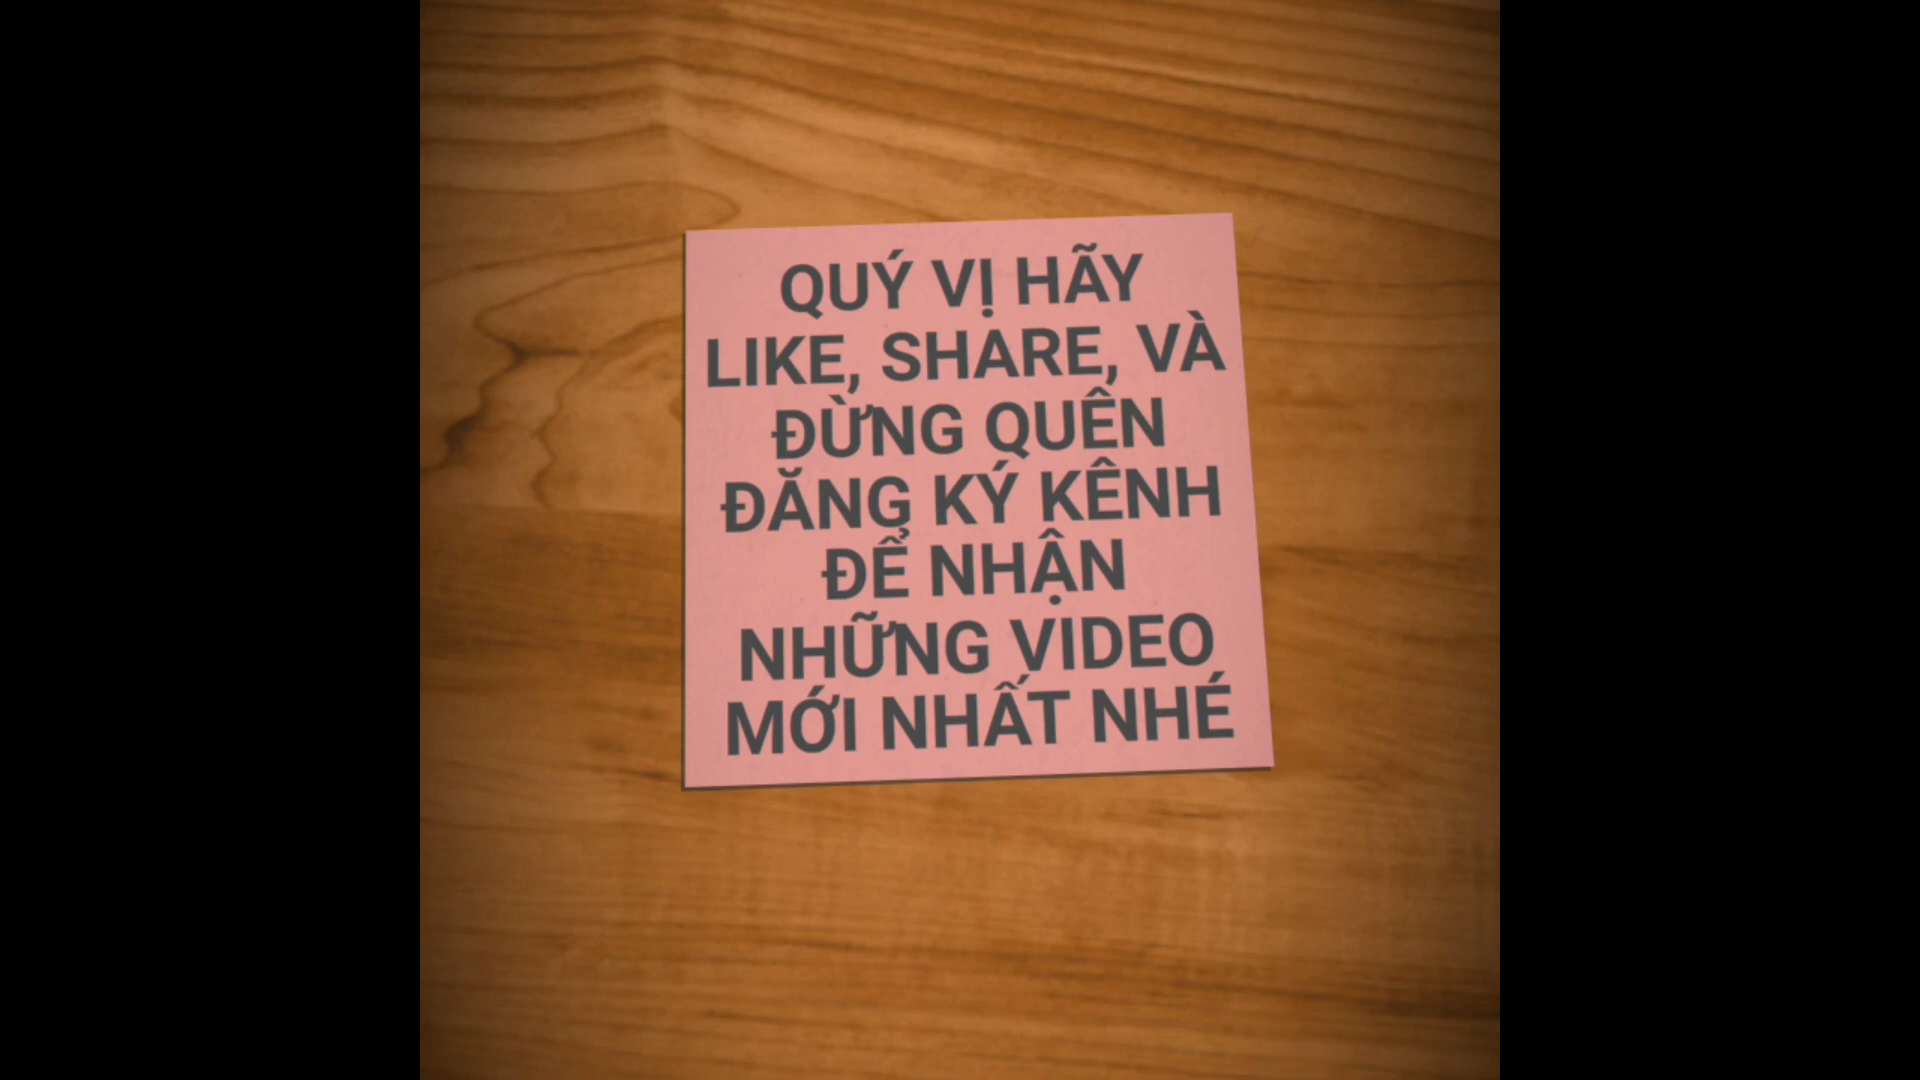 QUÝ VỊ HÃY
LIKE, SHARE, VÀ
ĐỪNG QUÊN
ĐĂNG KÝ KÊNH
ĐỂ NHẬN
NHỮNG VIDEO
MỚI NHẤT NHÉ